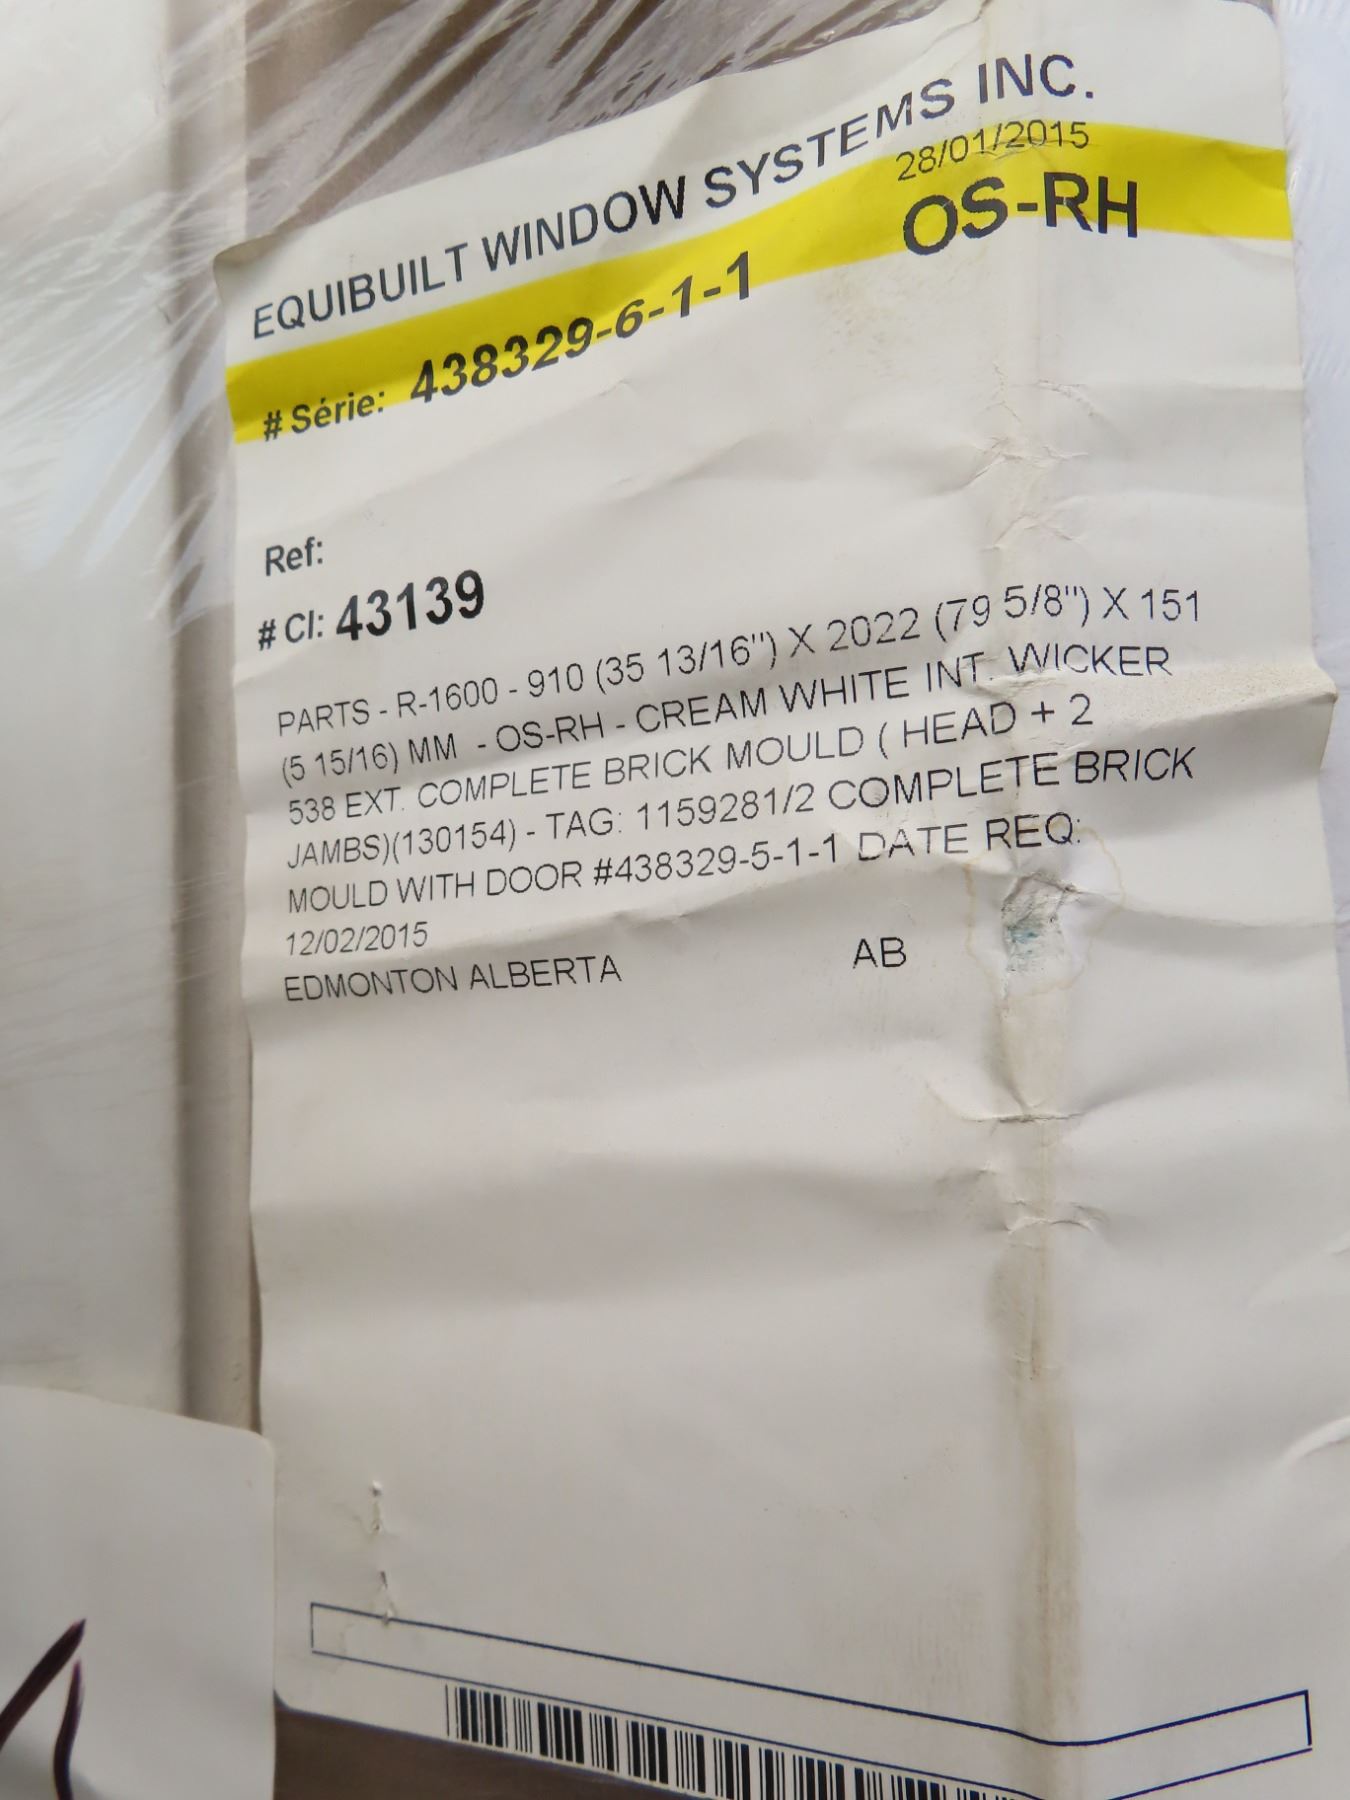 EQUIBUILT WINDOW SYSTEMS INC.
28/01/2015
# Série: 438329-6-1-1 OS-RH
Ref:
# Cl: 43139
PARTS - R-1600 - 910 (35 13/16") X 2022 (79 5/8") X 151
(5 15/16) MM - OS-RH - CREAM WHITE INT. WICKER
538 EXT. COMPLETE BRICK MOULD ( HEAD + 2
JAMBS)(130154) - TAG: 1159281/2 COMPLETE BRICK
MOULD WITH DOOR #438329-5-1-1 DATE REQ:
12/02/2015
EDMONTON ALBERTA AB